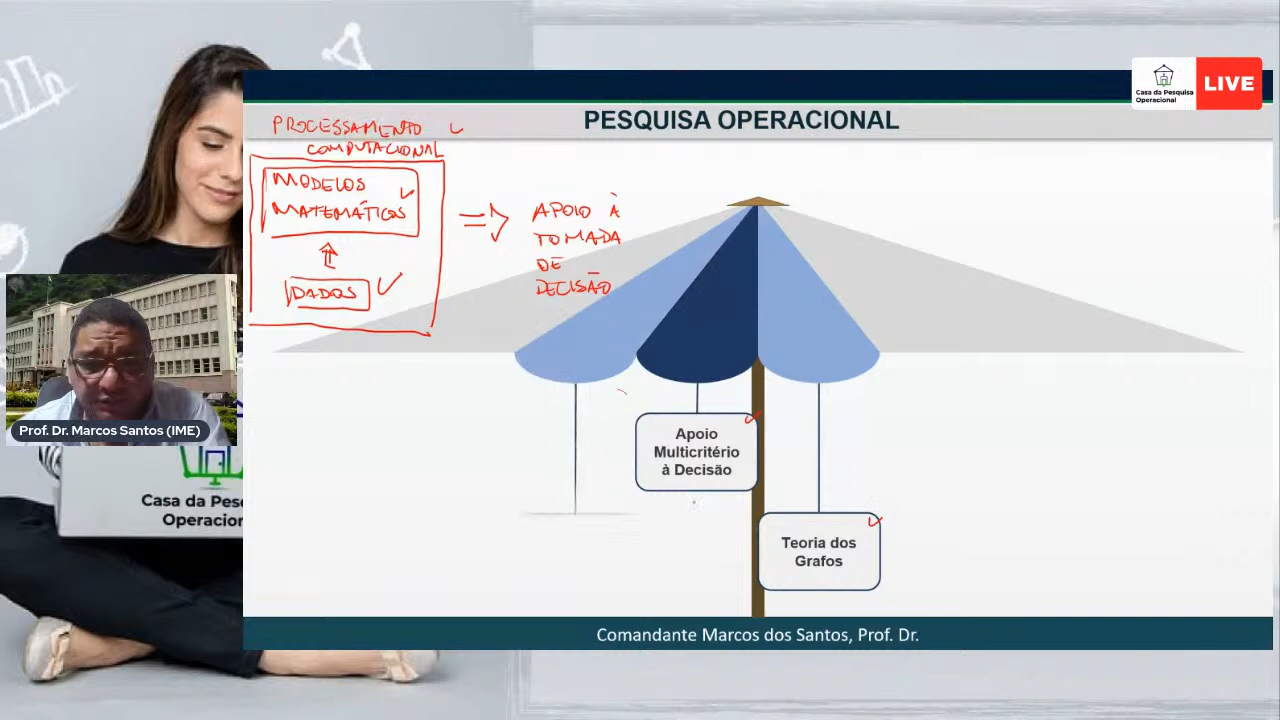 Casa da Pesquisa
Operacional
LIVE
PESQUISA OPERACIONAL
PROCESSAMENTO
COMPUTACIONAL
MODELOS
MATEMÁTICOS
DADOS
APOIO À
TOMADA
DE
DECISÃO
Apoio
Multicritério
à Decisão
Teoria dos
Grafos
Prof. Dr. Marcos Santos (IME)
Casa da Pes
Operacion
Comandante Marcos dos Santos, Prof. Dr.